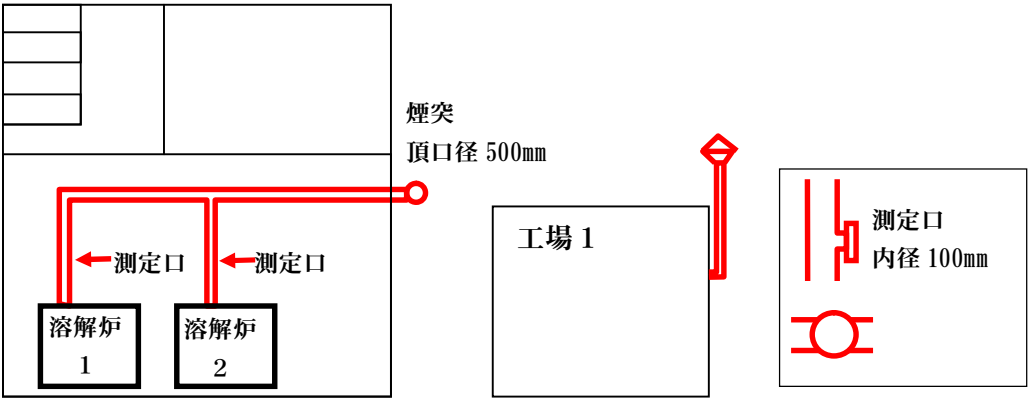 煙突
頂口径 500mm
測定口
測定口
溶解炉
1
溶解炉
2
工場 1
測定口
内径 100mm